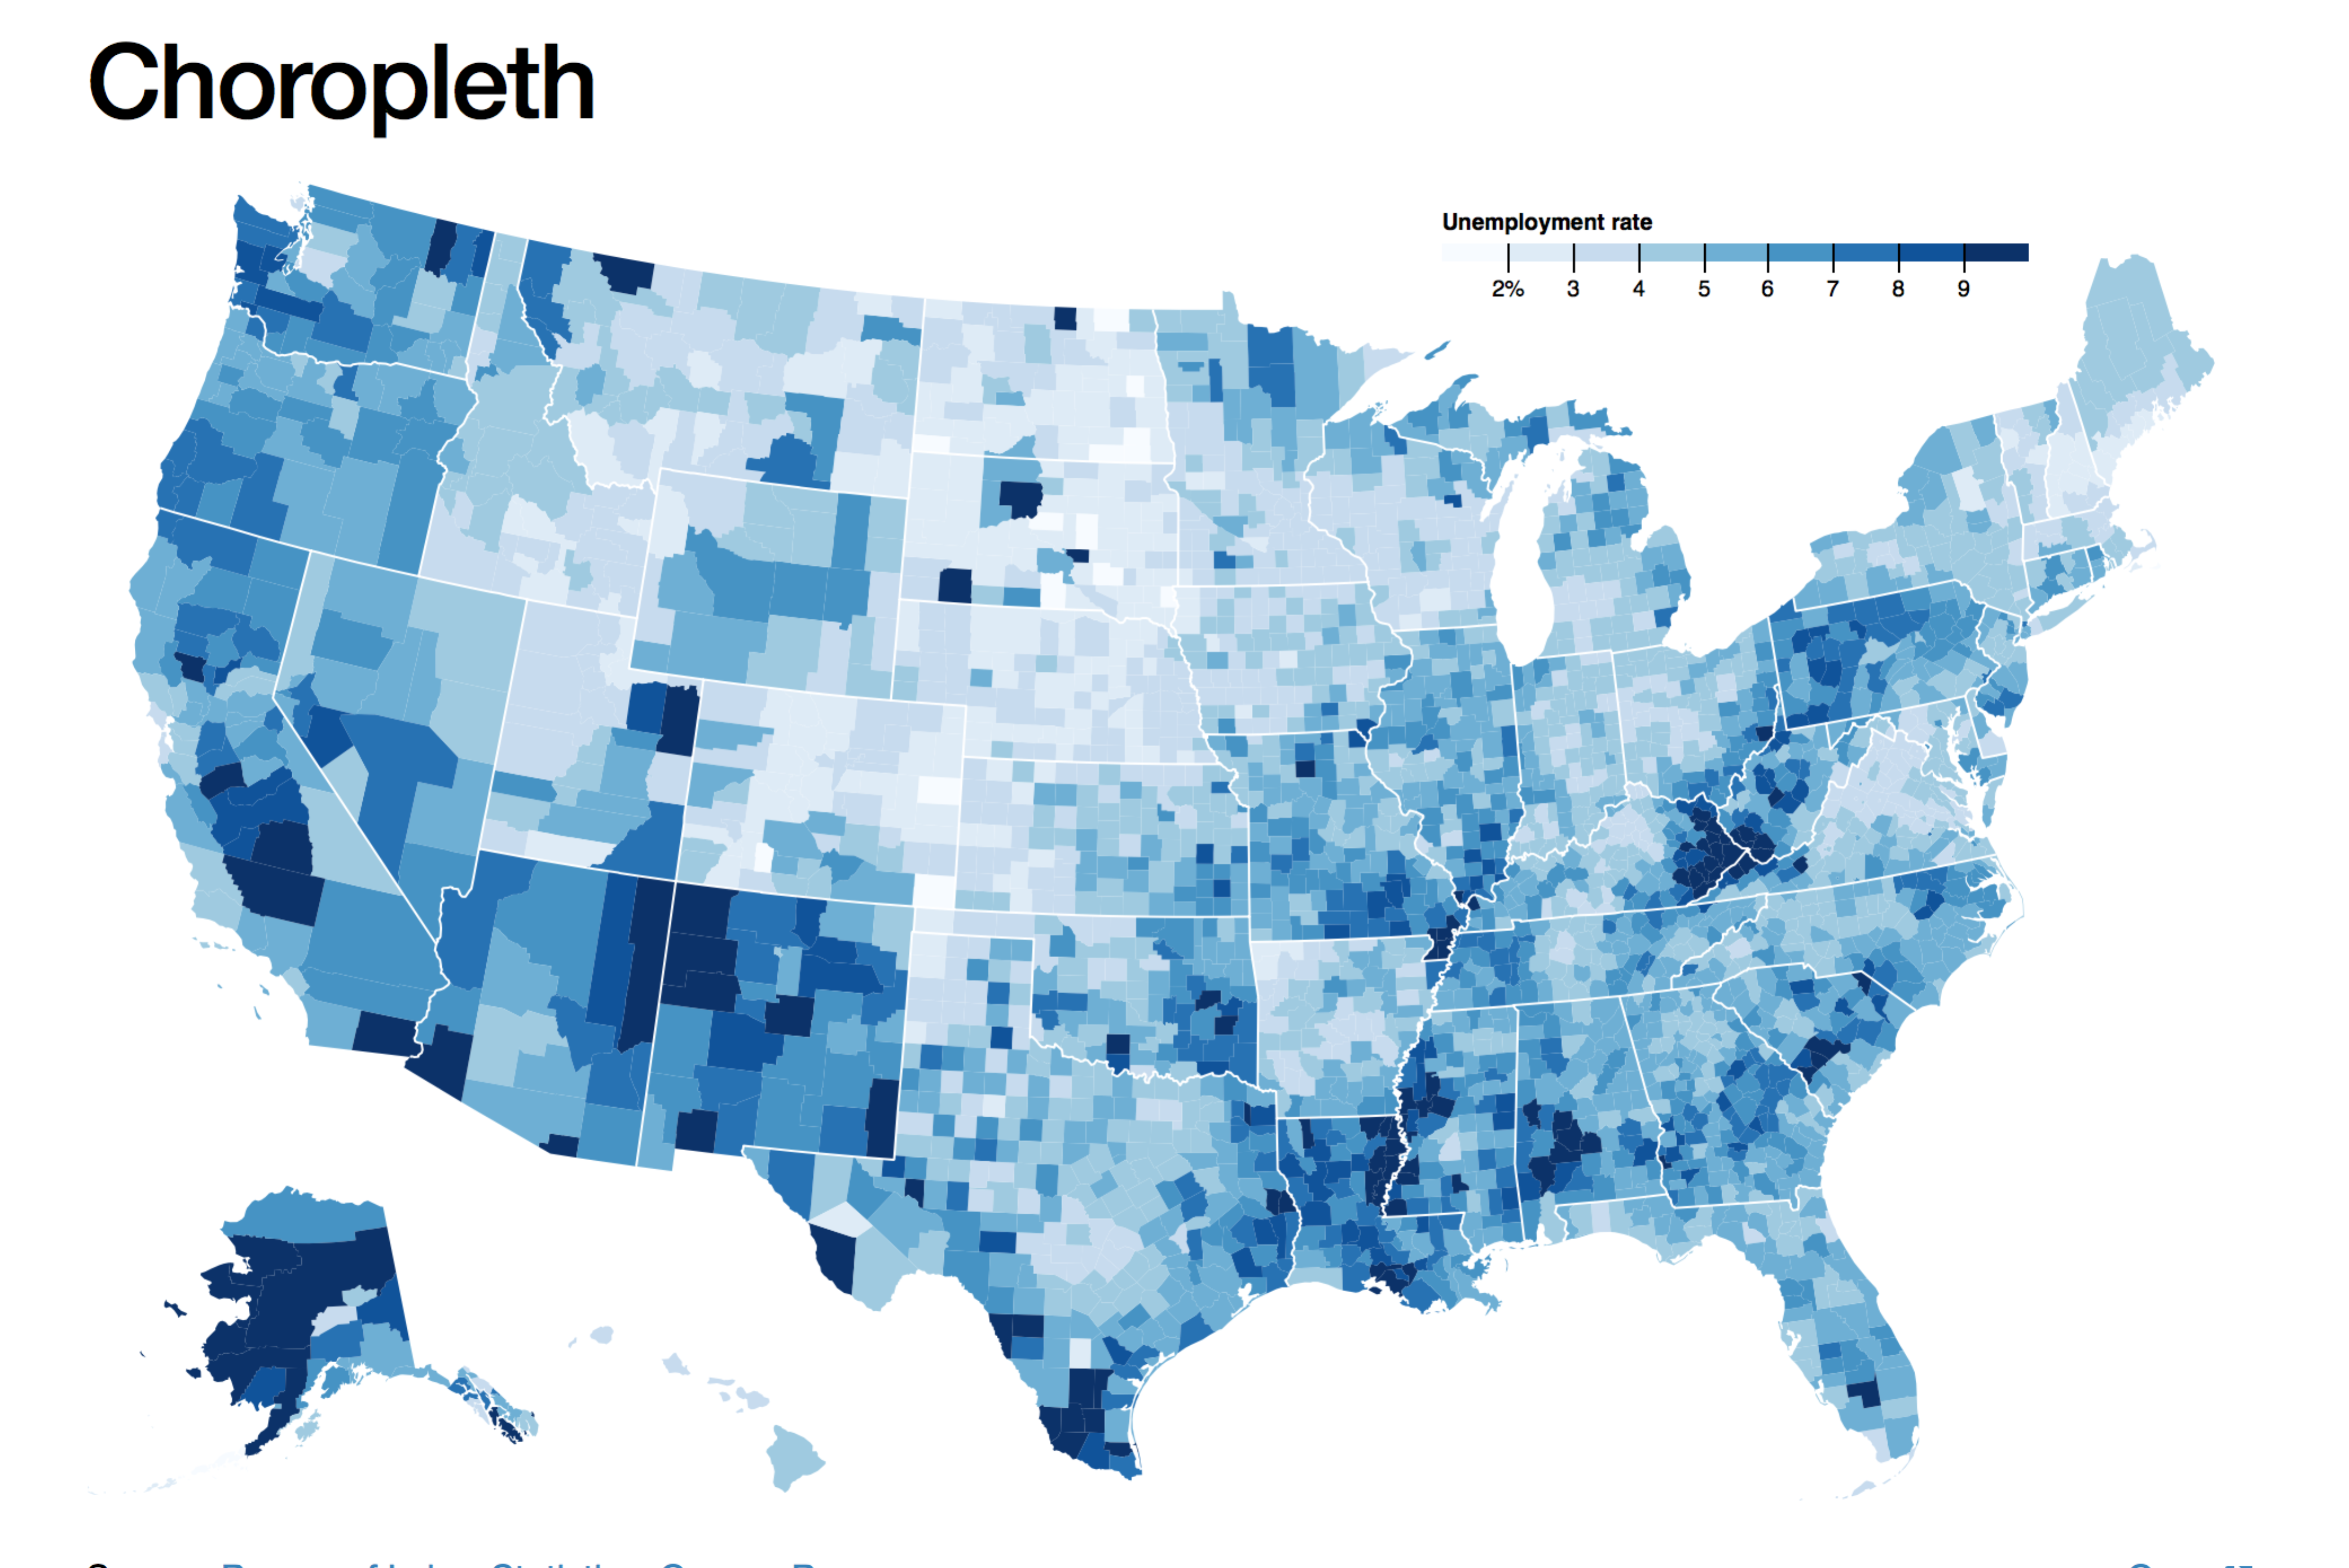 Choropleth
Unemployment rate
2% 3 4 5 6 7 8 9